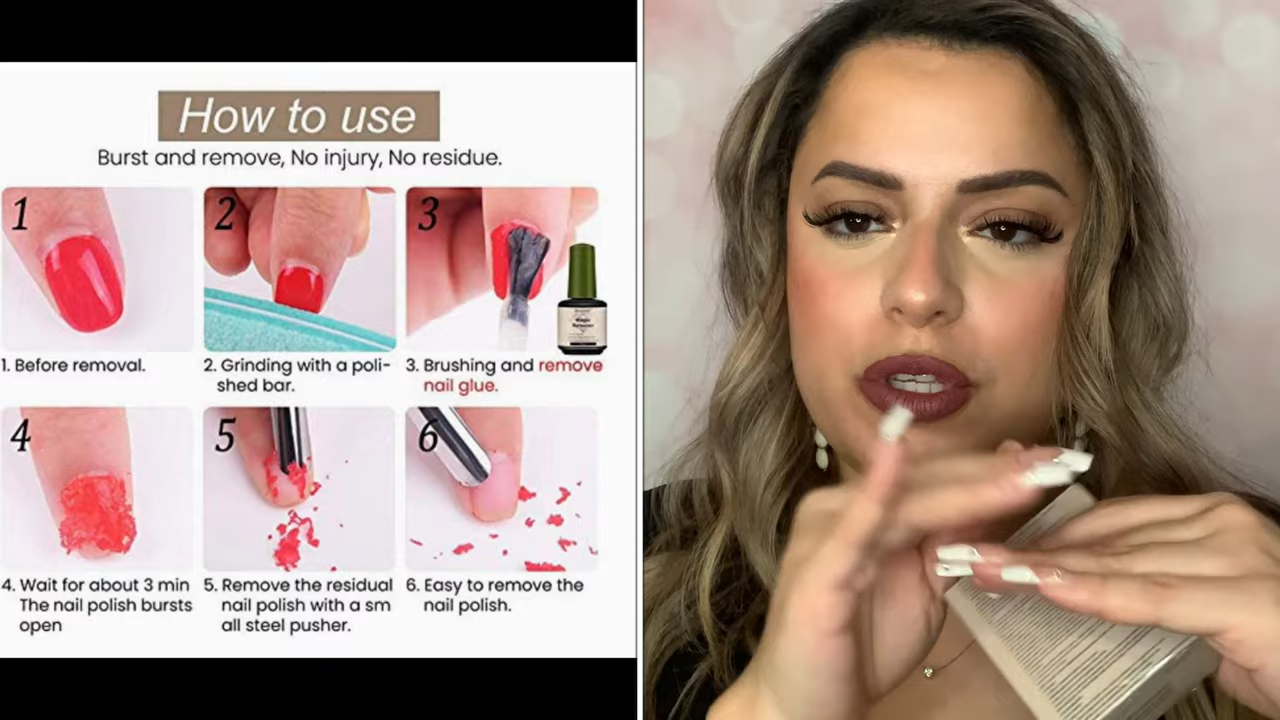 How to use
Burst and remove, No injury, No residue.
1
2
3
Magic
Remover
1. Before removal.
2. Grinding with a poli-
shed bar.
3. Brushing and remove
nail glue.
4
5
6
4. Wait for about 3 min
The nail polish bursts
open
5. Remove the residual
nail polish with a sm
all steel pusher.
6. Easy to remove the
nail polish.